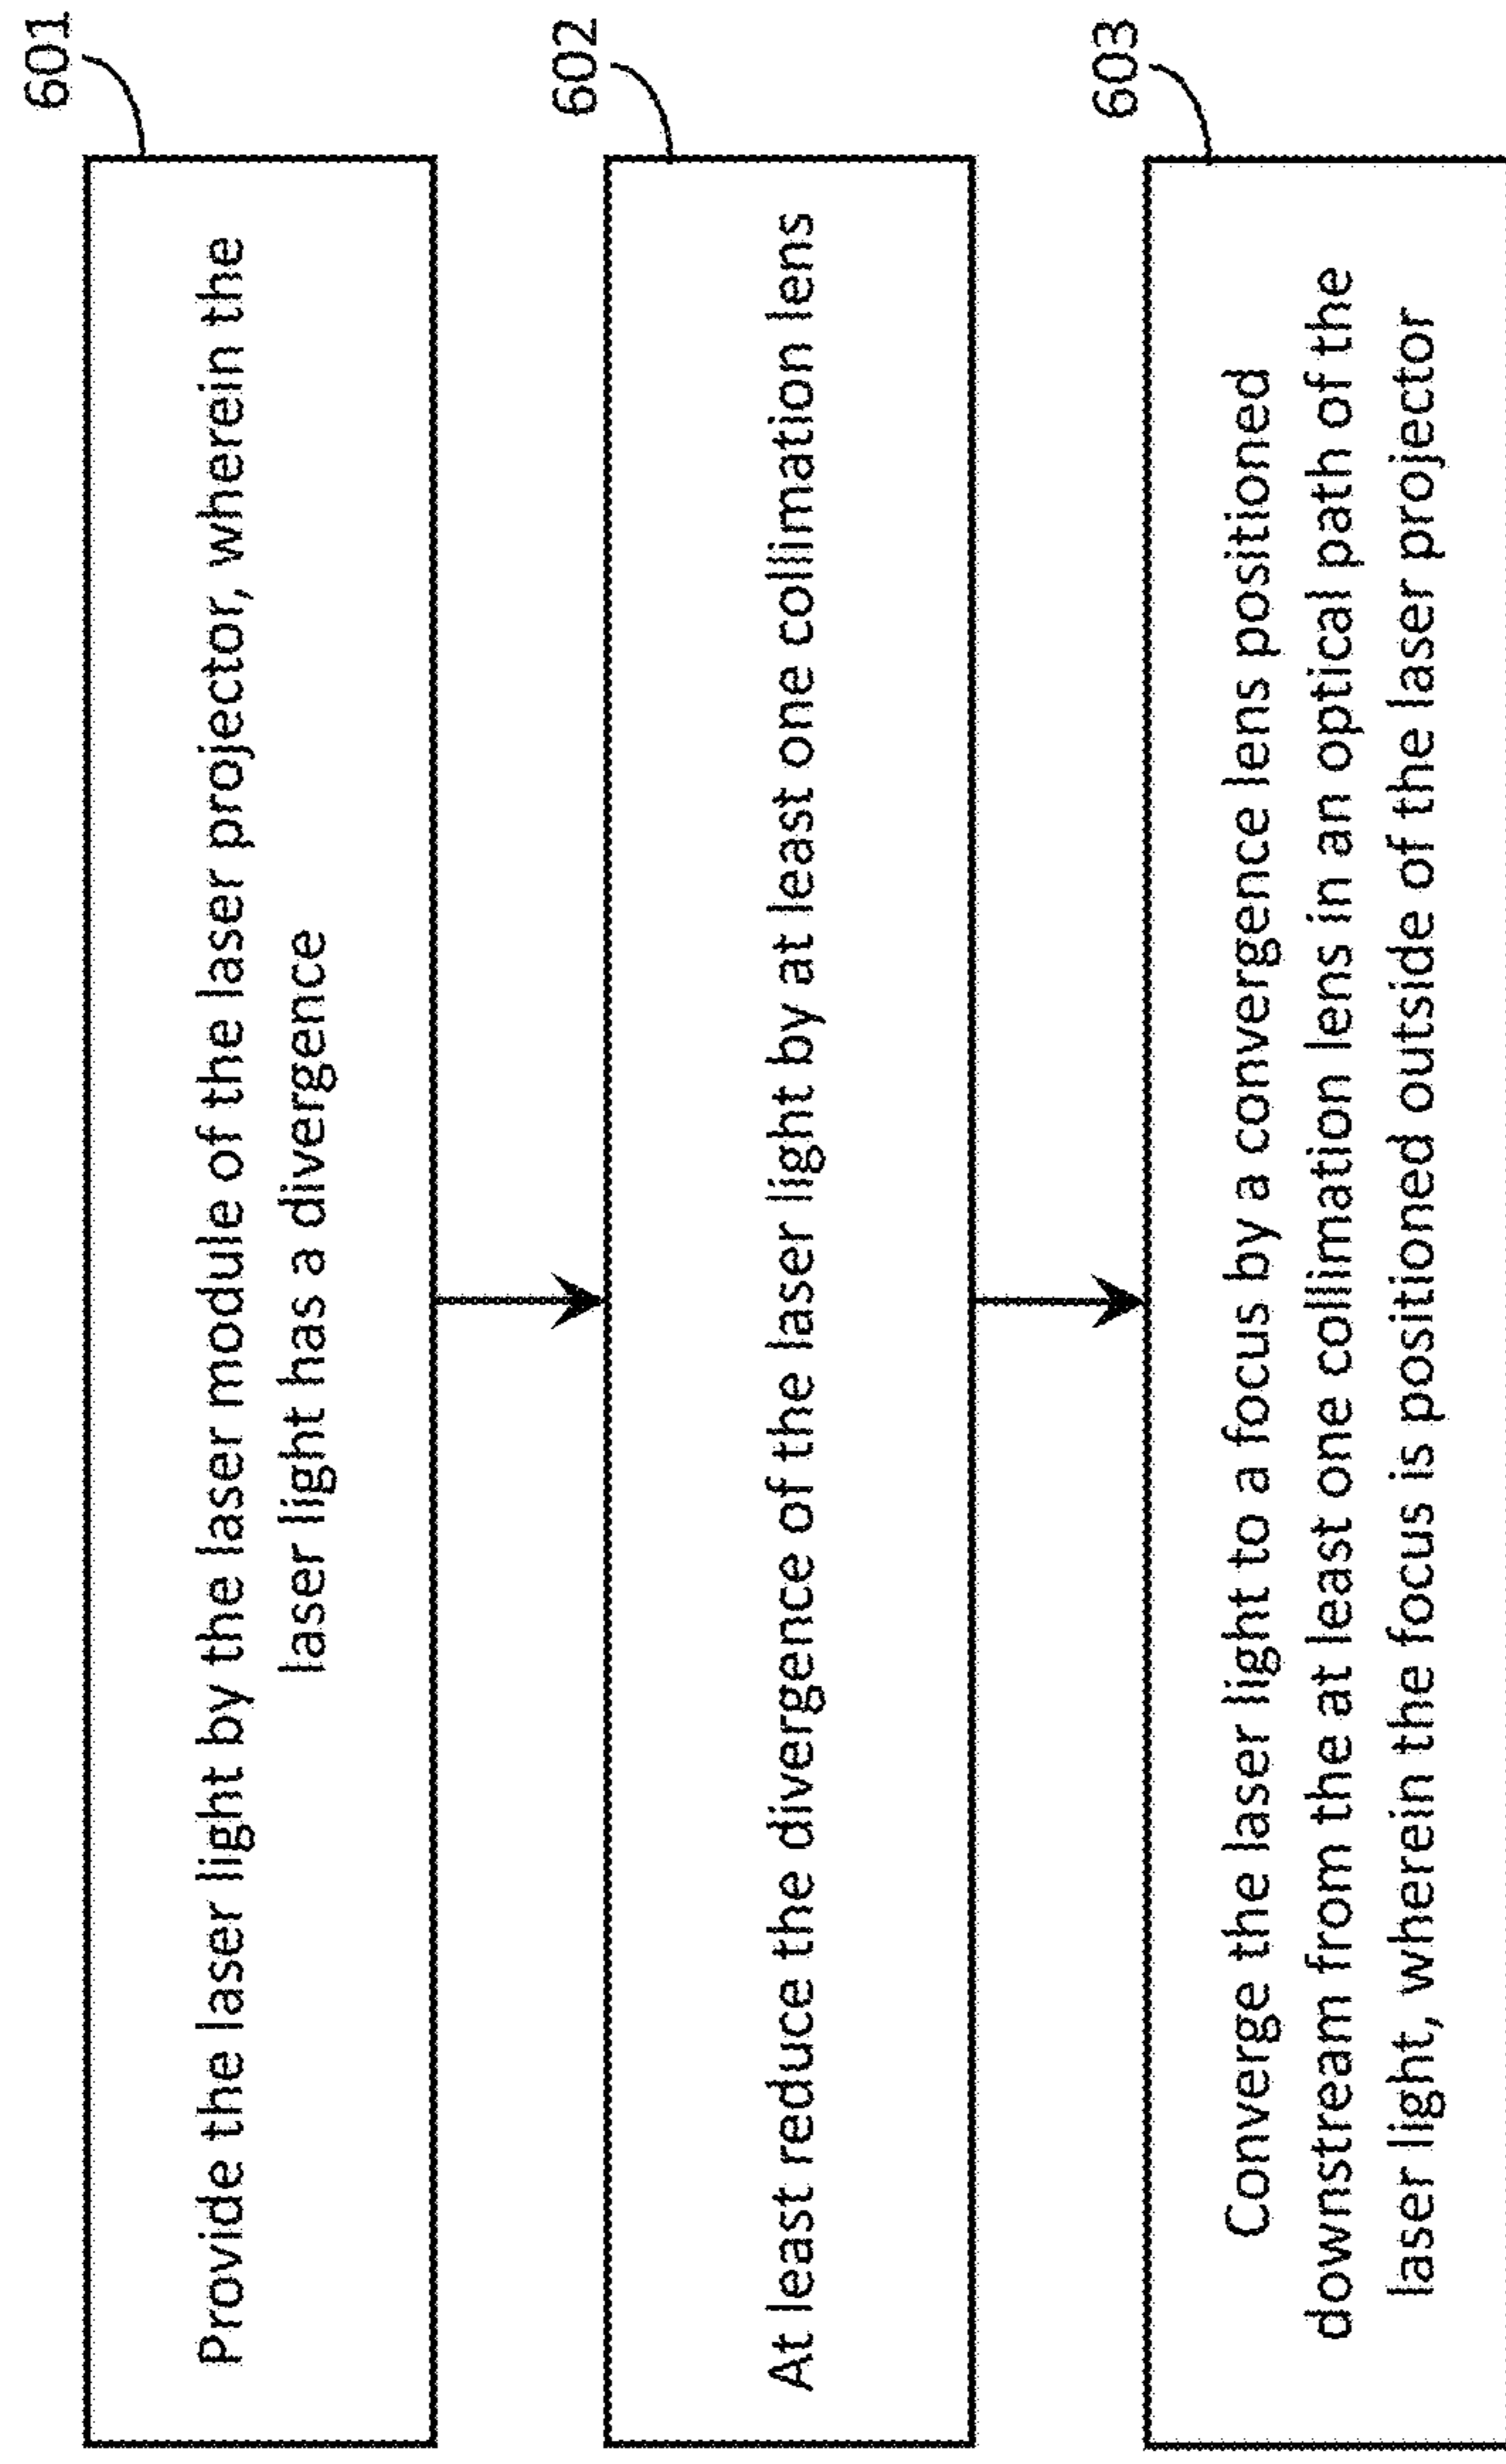 601
Provide the laser light by the laser module of the laser projector, wherein the
laser light has a divergence
602
At least reduce the divergence of the laser light by at least one collimation lens
603
Converge the laser light to a focus by a convergence lens positioned
downstream from the at least one collimation lens in an optical path of the
laser light, wherein the focus is positioned outside of the laser projector